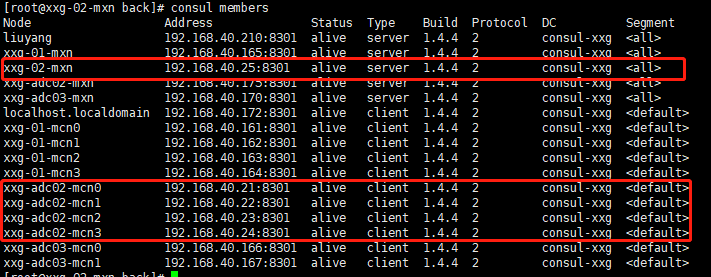 [root@xxg-02-mxn back]# consul members
Node Address Status Type Build Protocol DC Segment
liuyang 192.168.40.210:8301 alive server 1.4.4 2 consul-xxg <all>
xxg-01-mxn 192.168.40.165:8301 alive server 1.4.4 2 consul-xxg <all>
xxg-02-mxn 192.168.40.25:8301 alive server 1.4.4 2 consul-xxg <all>
xxg-adc02-mxn 192.168.40.175:8301 alive server 1.4.4 2 consul-xxg <all>
xxg-adc03-mxn 192.168.40.170:8301 alive server 1.4.4 2 consul-xxg <all>
localhost.localdomain 192.168.40.172:8301 alive client 1.4.4 2 consul-xxg <default>
xxg-01-mcn0 192.168.40.161:8301 alive client 1.4.4 2 consul-xxg <default>
xxg-01-mcn1 192.168.40.162:8301 alive client 1.4.4 2 consul-xxg <default>
xxg-01-mcn2 192.168.40.163:8301 alive client 1.4.4 2 consul-xxg <default>
xxg-01-mcn3 192.168.40.164:8301 alive client 1.4.4 2 consul-xxg <default>
xxg-adc02-mcn0 192.168.40.21:8301 alive client 1.4.4 2 consul-xxg <default>
xxg-adc02-mcn1 192.168.40.22:8301 alive client 1.4.4 2 consul-xxg <default>
xxg-adc02-mcn2 192.168.40.23:8301 alive client 1.4.4 2 consul-xxg <default>
xxg-adc02-mcn3 192.168.40.24:8301 alive client 1.4.4 2 consul-xxg <default>
xxg-adc03-mcn0 192.168.40.166:8301 alive client 1.4.4 2 consul-xxg <default>
xxg-adc03-mcn1 192.168.40.167:8301 alive client 1.4.4 2 consul-xxg <default>
[root@xxg-02-mxn back]#